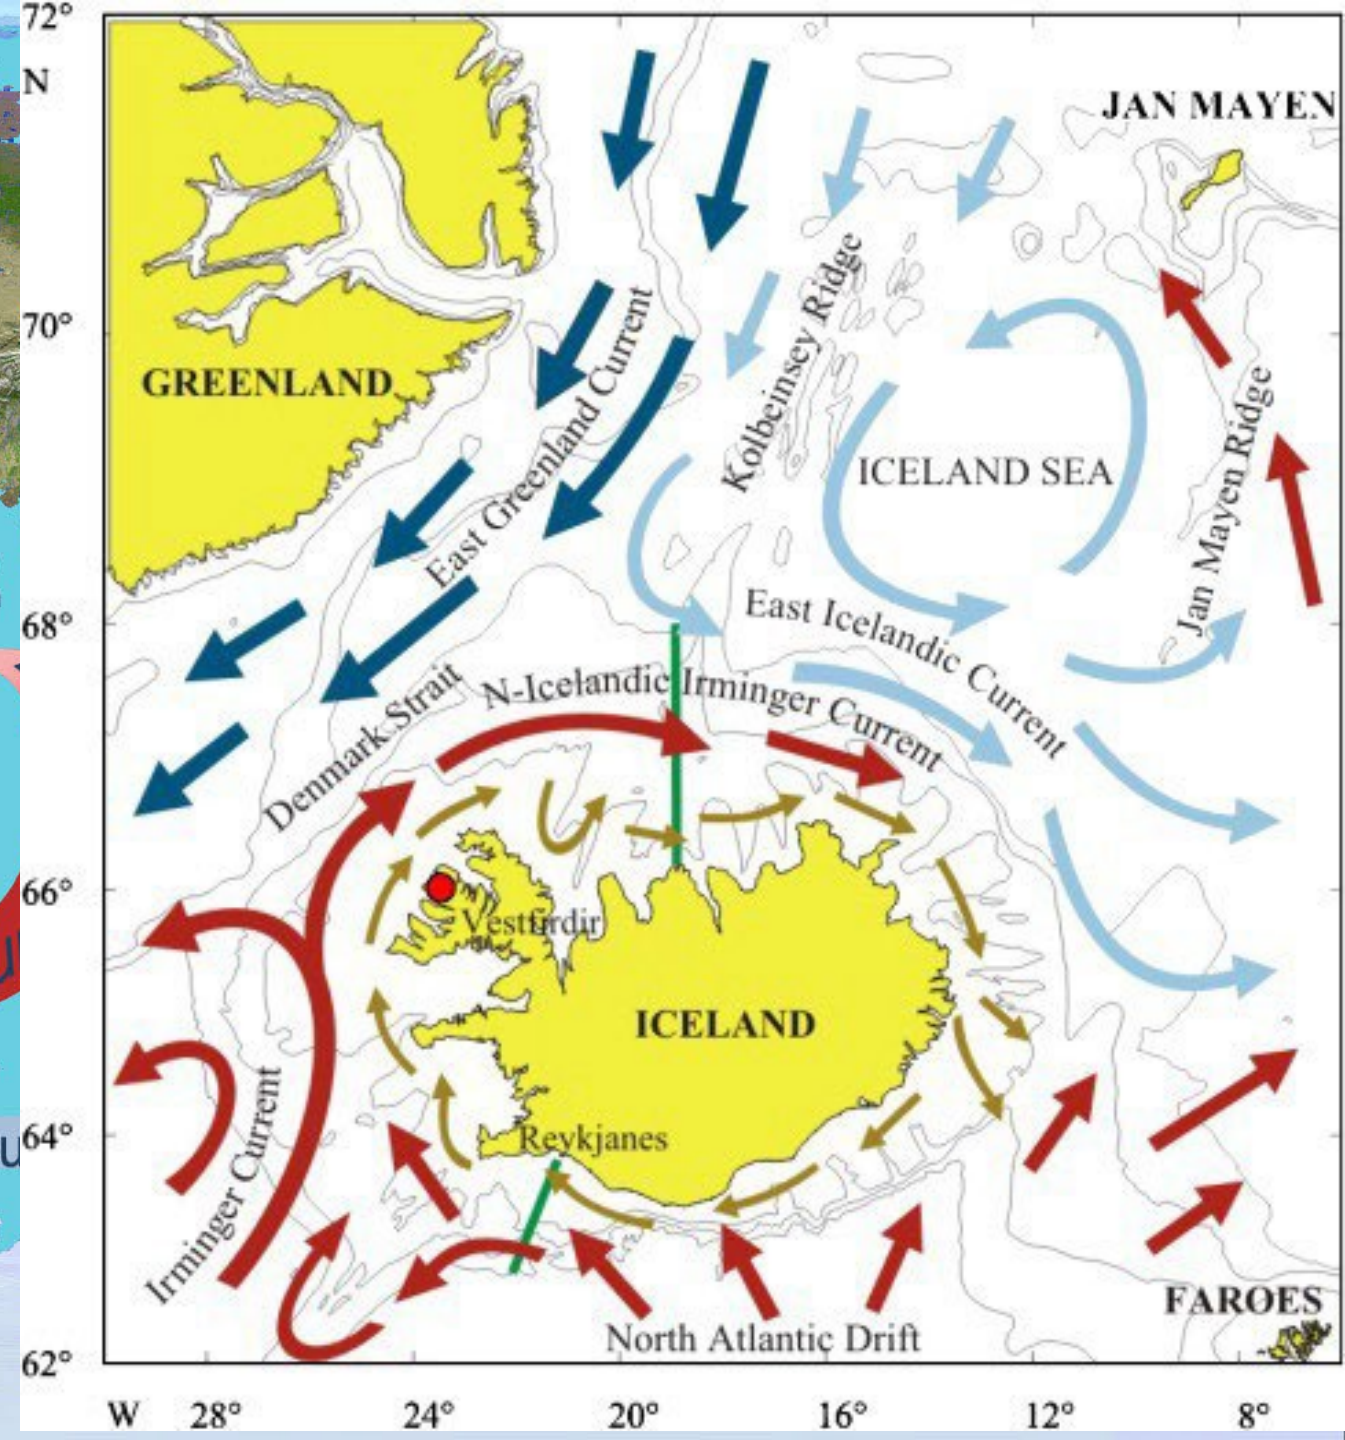 72°
N
JAN MAYEN
70°
GREENLAND
East Greenland Current
Kolbeinsey Ridge
ICELAND SEA
Jan Mayen Ridge
68°
East Icelandic Current
N-Icelandic Irminger Current
Denmark Strait
66°
Vestfirdir
ICELAND
64°
Reykjanes
Irminger Current
FAROES
North Atlantic Drift
62°
W 28° 24° 20° 16° 12° 8°